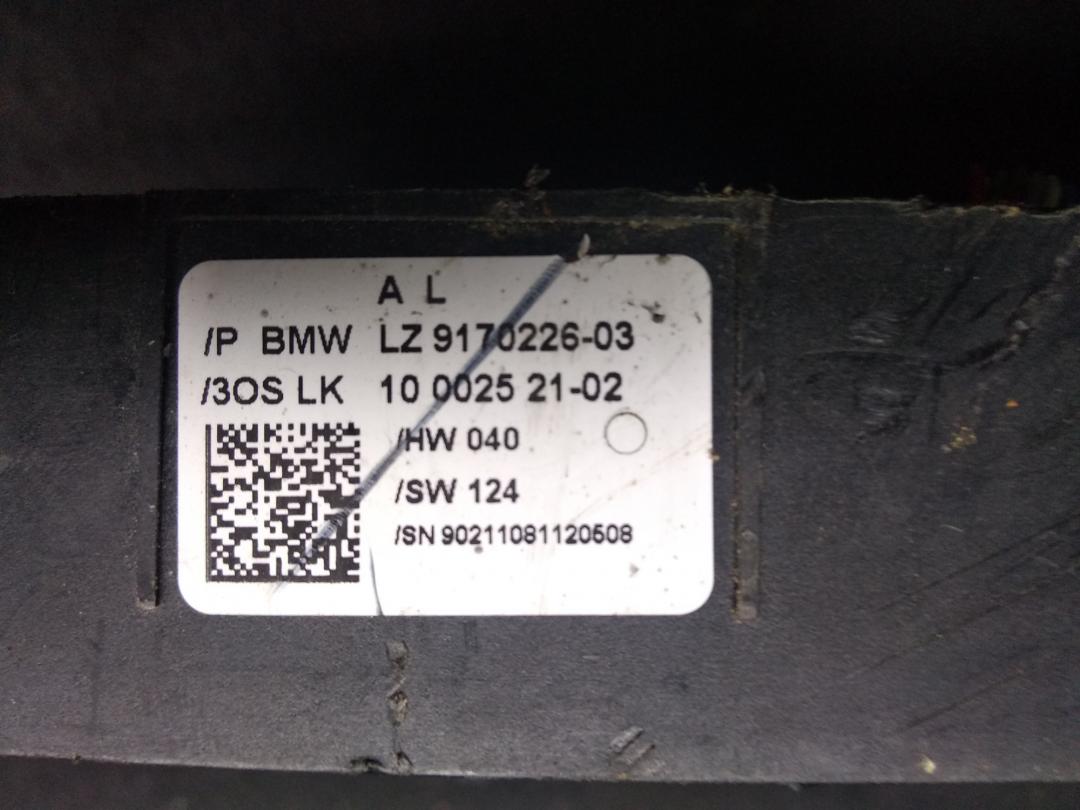 A L
/P BMW LZ 9170226-03
/3OS LK 10 0025 21-02
/HW 040
/SW 124
/SN 90211081120508